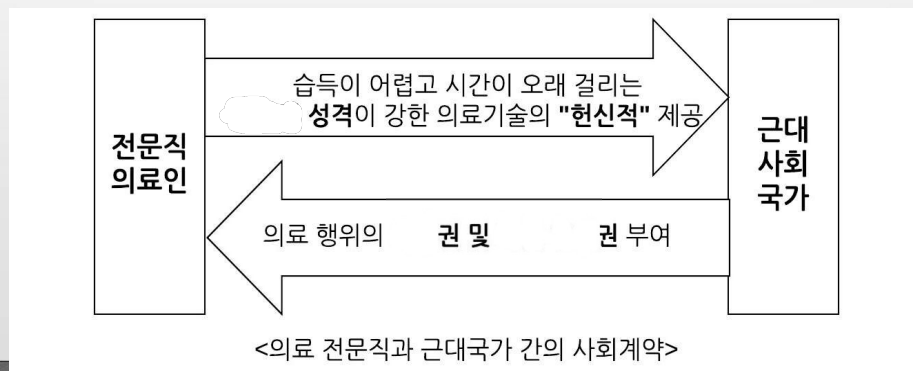 습득이 어렵고 시간이 오래 걸리는
성격이 강한 의료기술의 "헌신적" 제공
전문직
의료인
근대
사회
국가
의료 행위의 권 및 권 부여
<의료 전문직과 근대국가 간의 사회계약>